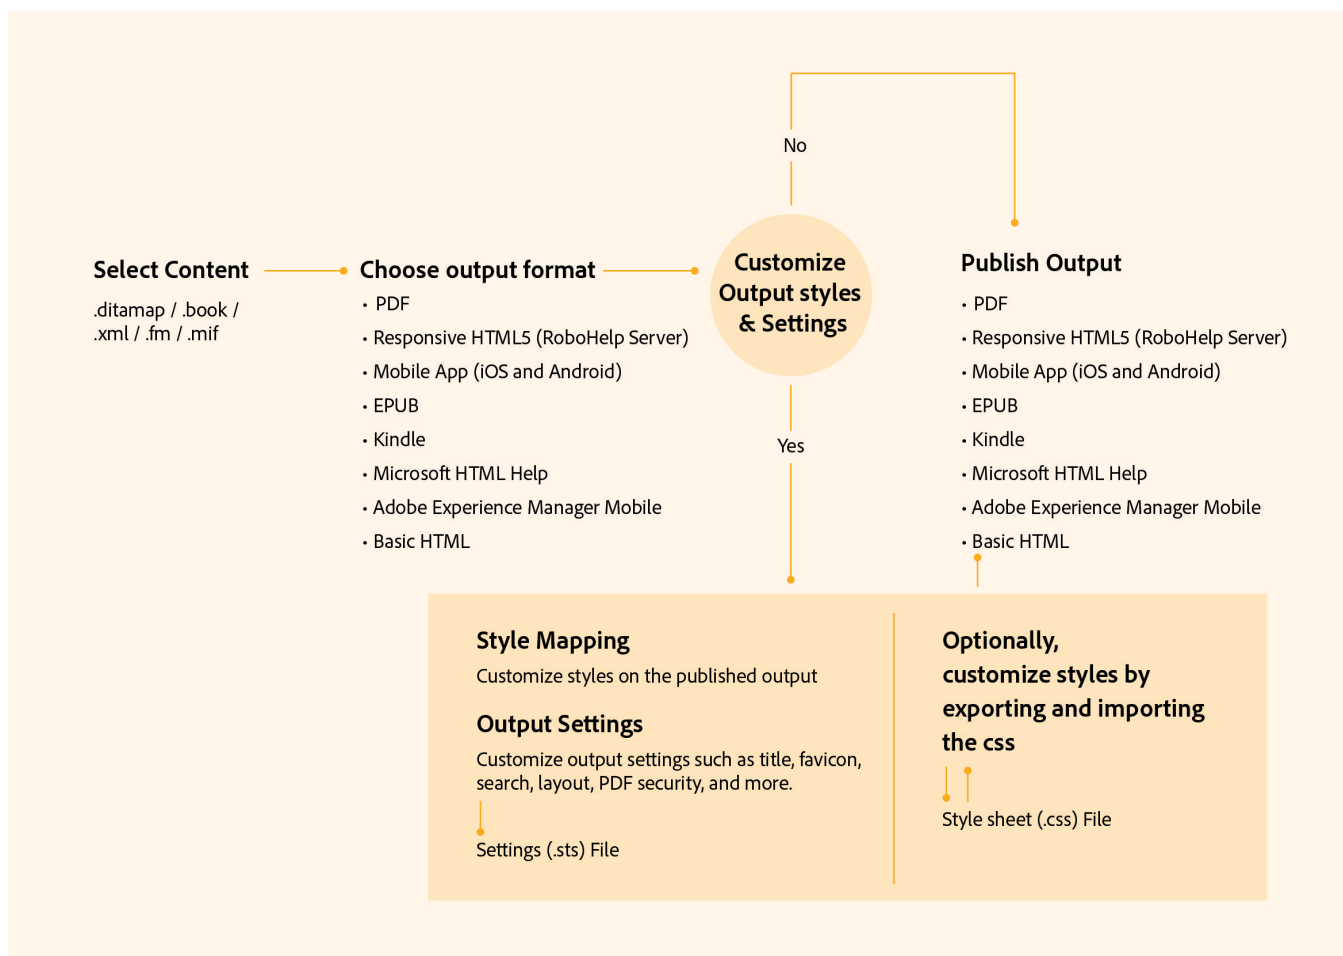 No
Select Content
.ditamap / .book /
.xml / .fm / .mif
Choose output format
• PDF
• Responsive HTML5 (RoboHelp Server)
• Mobile App (iOS and Android)
• EPUB
• Kindle
• Microsoft HTML Help
• Adobe Experience Manager Mobile
• Basic HTML
Customize
Output styles
& Settings
Yes
Publish Output
• PDF
• Responsive HTML5 (RoboHelp Server)
• Mobile App (iOS and Android)
• EPUB
• Kindle
• Microsoft HTML Help
• Adobe Experience Manager Mobile
• Basic HTML
Style Mapping
Customize styles on the published output
Output Settings
Customize output settings such as title, favicon,
search, layout, PDF security, and more.
Settings (.sts) File
Optionally,
customize styles by
exporting and importing
the css
Style sheet (.css) File